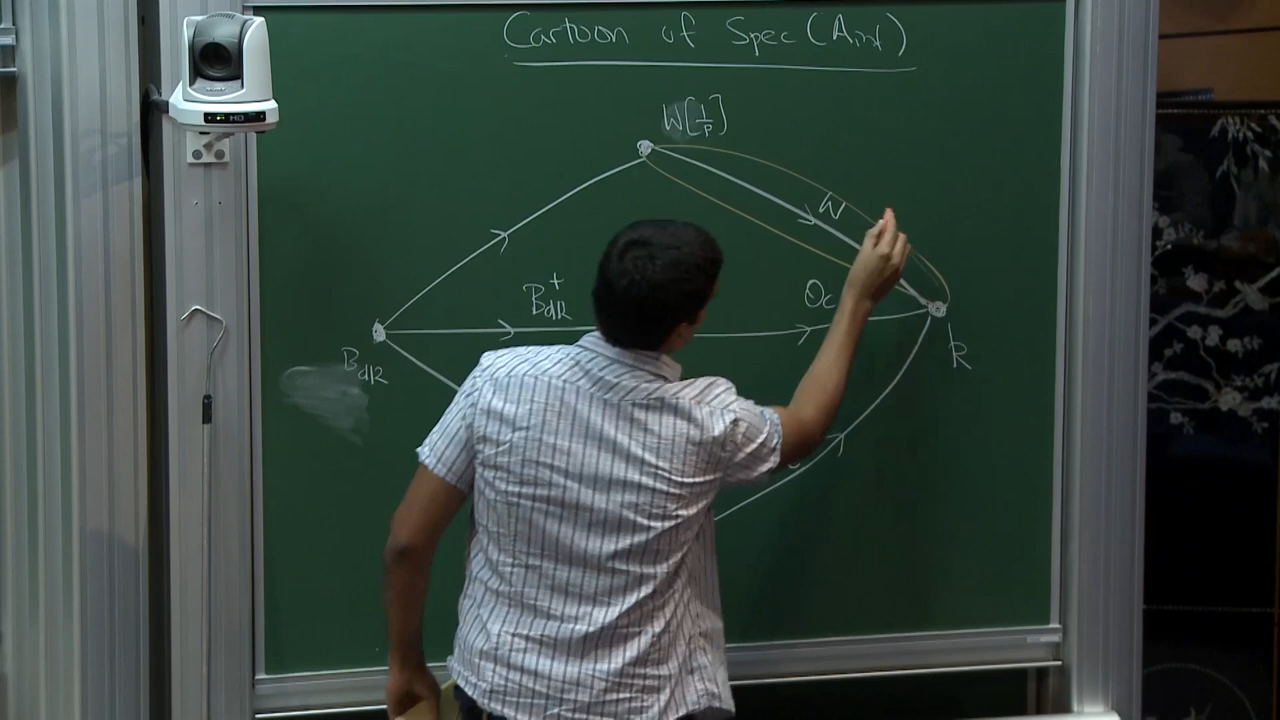 Cartoon of Spec (Ainf)
W[1/p]
W
B⁺dR
Oc
BdR
k